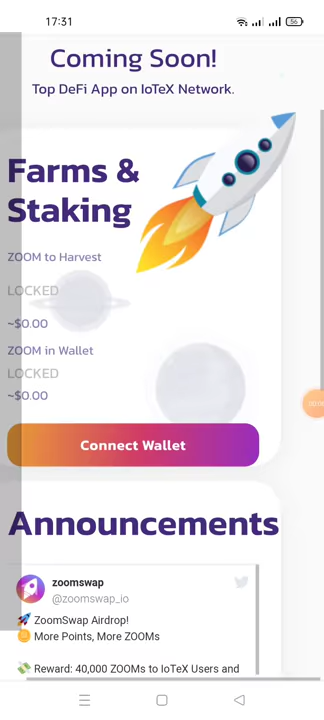 17:31
56
Coming Soon!
Top DeFi App on IoTeX Network.
Farms &
Staking
ZOOM to Harvest
LOCKED
~$0.00
ZOOM in Wallet
LOCKED
~$0.00
Connect Wallet
Announcements
zoomswap
@zoomswap_io
🚀 ZoomSwap Airdrop!
🪙 More Points, More ZOOMs
💸 Reward: 40,000 ZOOMs to IoTeX Users and